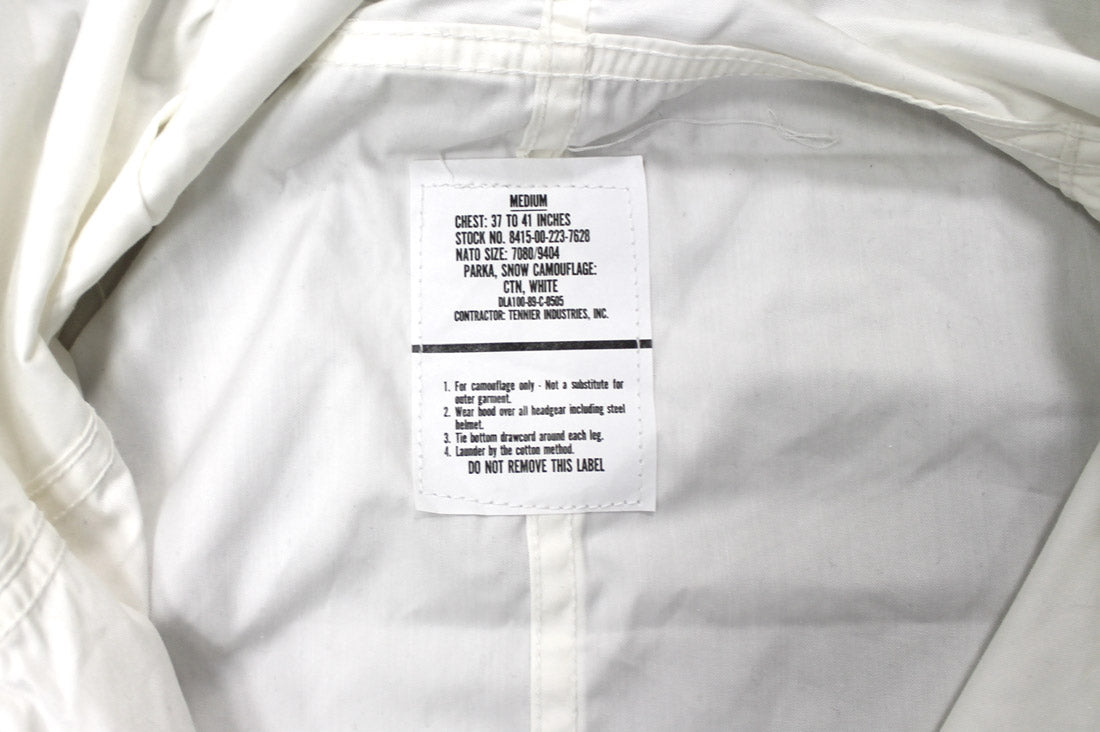 MEDIUM
CHEST: 37 TO 41 INCHES
STOCK NO. 8415-00-223-7628
NATO SIZE: 7080/9404
PARKA, SNOW CAMOUFLAGE:
CTN, WHITE
DLA100-89-C-0505
CONTRACTOR: TENNIER INDUSTRIES, INC.
1. For camouflage only - Not a substitute for
outer garment.
2. Wear hood over all headgear including steel
helmet.
3. Tie bottom drawcord around each leg.
4. Launder by the cotton method.
DO NOT REMOVE THIS LABEL